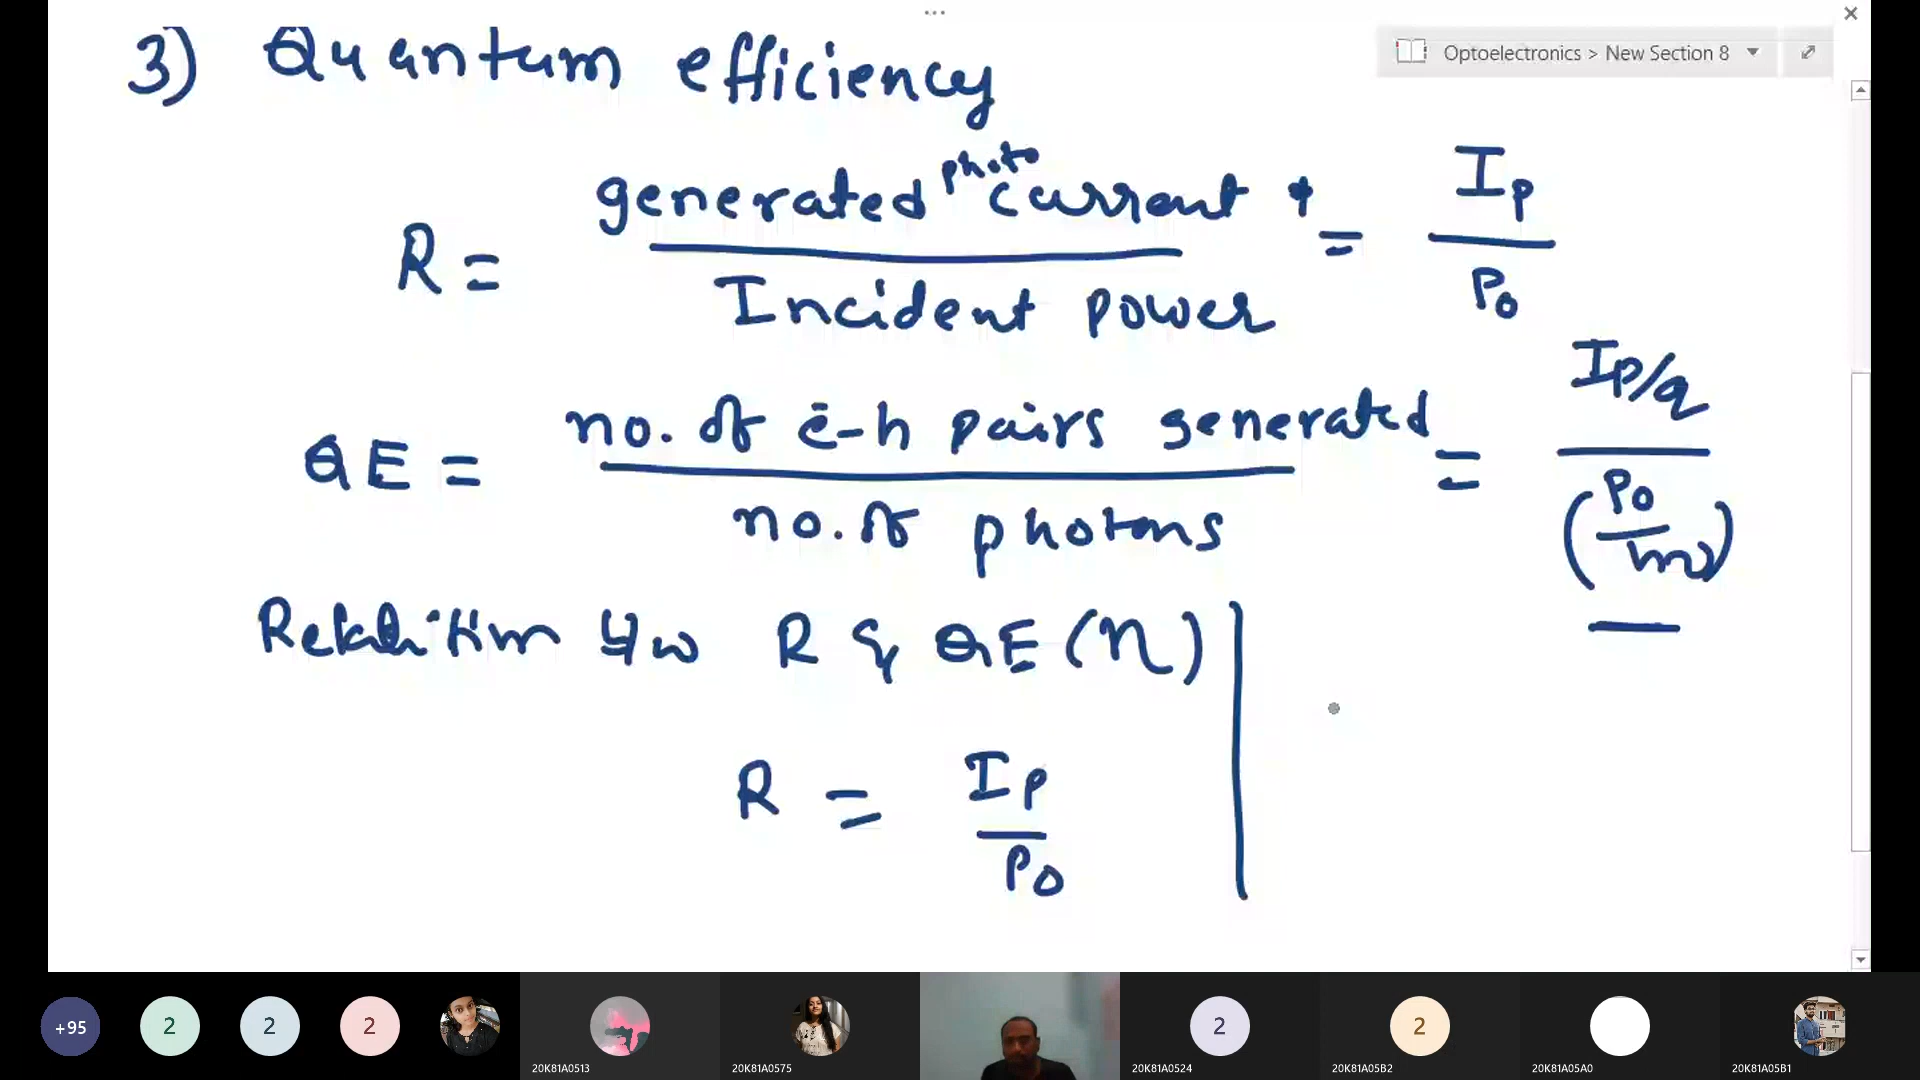 Optoelectronics > New Section 8
3) Quantum efficiency
R = generated photo current / Incident power = Ip / Po
QE = no. of ē-h pairs generated / no. of photons = Ip/q / (Po / hν)
Relation b/w R & QE (η)
R = Ip / Po
+95
2
2
2
20K81A0513
20K81A0575
2
20K81A0524
2
20K81A05B2
20K81A05A0
20K81A05B1